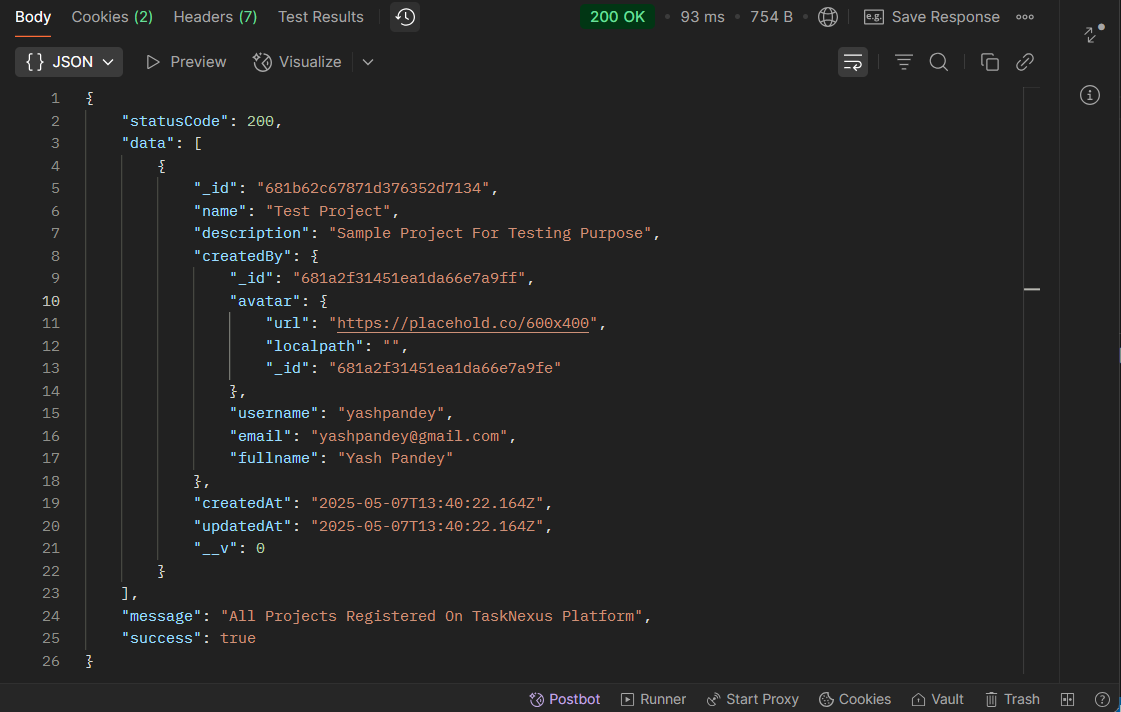 Body Cookies (2) Headers (7) Test Results 200 OK • 93 ms • 754 B • e.g. Save Response
{} JSON Preview Visualize
1 {
2 "statusCode": 200,
3 "data": [
4 {
5 "_id": "681b62c67871d376352d7134",
6 "name": "Test Project",
7 "description": "Sample Project For Testing Purpose",
8 "createdBy": {
9 "_id": "681a2f31451ea1da66e7a9ff",
10 "avatar": {
11 "url": "https://placehold.co/600x400",
12 "localpath": "",
13 "_id": "681a2f31451ea1da66e7a9fe"
14 },
15 "username": "yashpandey",
16 "email": "yashpandey@gmail.com",
17 "fullname": "Yash Pandey"
18 },
19 "createdAt": "2025-05-07T13:40:22.164Z",
20 "updatedAt": "2025-05-07T13:40:22.164Z",
21 "__v": 0
22 }
23 ],
24 "message": "All Projects Registered On TaskNexus Platform",
25 "success": true
26 }
Postbot Runner Start Proxy Cookies Vault Trash